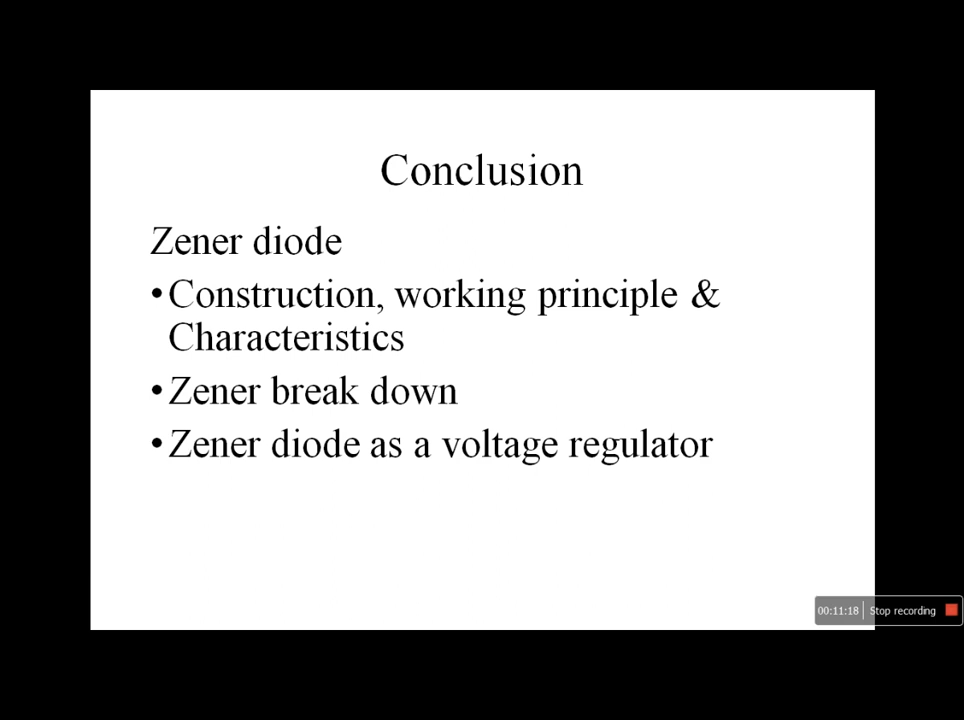 Conclusion
Zener diode
•Construction, working principle &
Characteristics
•Zener break down
•Zener diode as a voltage regulator
00:11:18 Stop recording